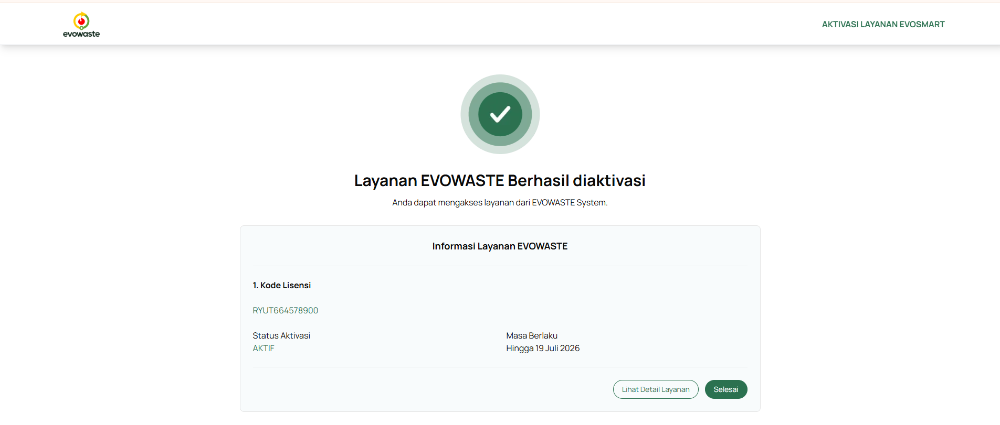 evowaste
AKTIVASI LAYANAN EVOSMART
Layanan EVOWASTE Berhasil diaktivasi
Anda dapat mengakses layanan dari EVOWASTE System.
Informasi Layanan EVOWASTE
1. Kode Lisensi
RYUT664578900
Status Aktivasi
AKTIF
Masa Berlaku
Hingga 19 Juli 2026
Lihat Detail Layanan
Selesai